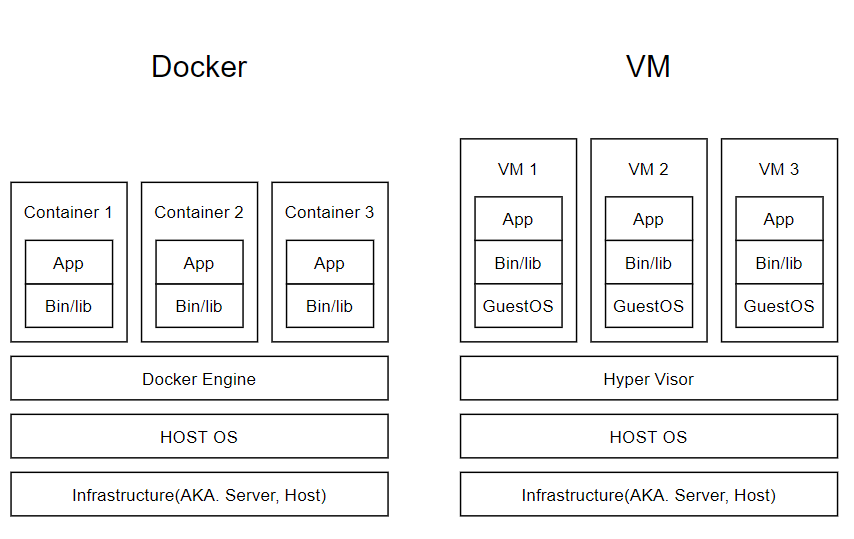 Docker
VM
Container 1
Container 2
Container 3
App
App
App
Bin/lib
Bin/lib
Bin/lib
Docker Engine
HOST OS
Infrastructure(AKA. Server, Host)
VM 1
VM 2
VM 3
App
App
App
Bin/lib
Bin/lib
Bin/lib
GuestOS
GuestOS
GuestOS
Hyper Visor
HOST OS
Infrastructure(AKA. Server, Host)